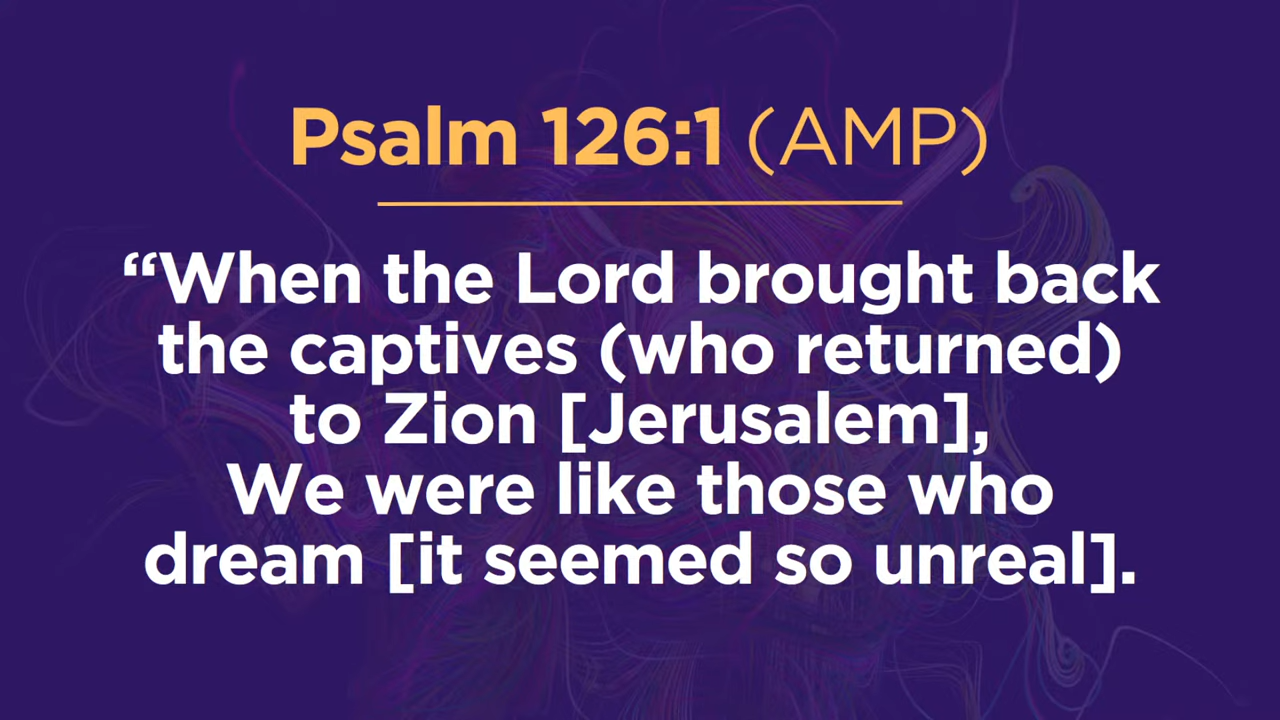 Psalm 126:1 (AMP)
“When the Lord brought back
the captives (who returned)
to Zion [Jerusalem],
We were like those who
dream [it seemed so unreal].